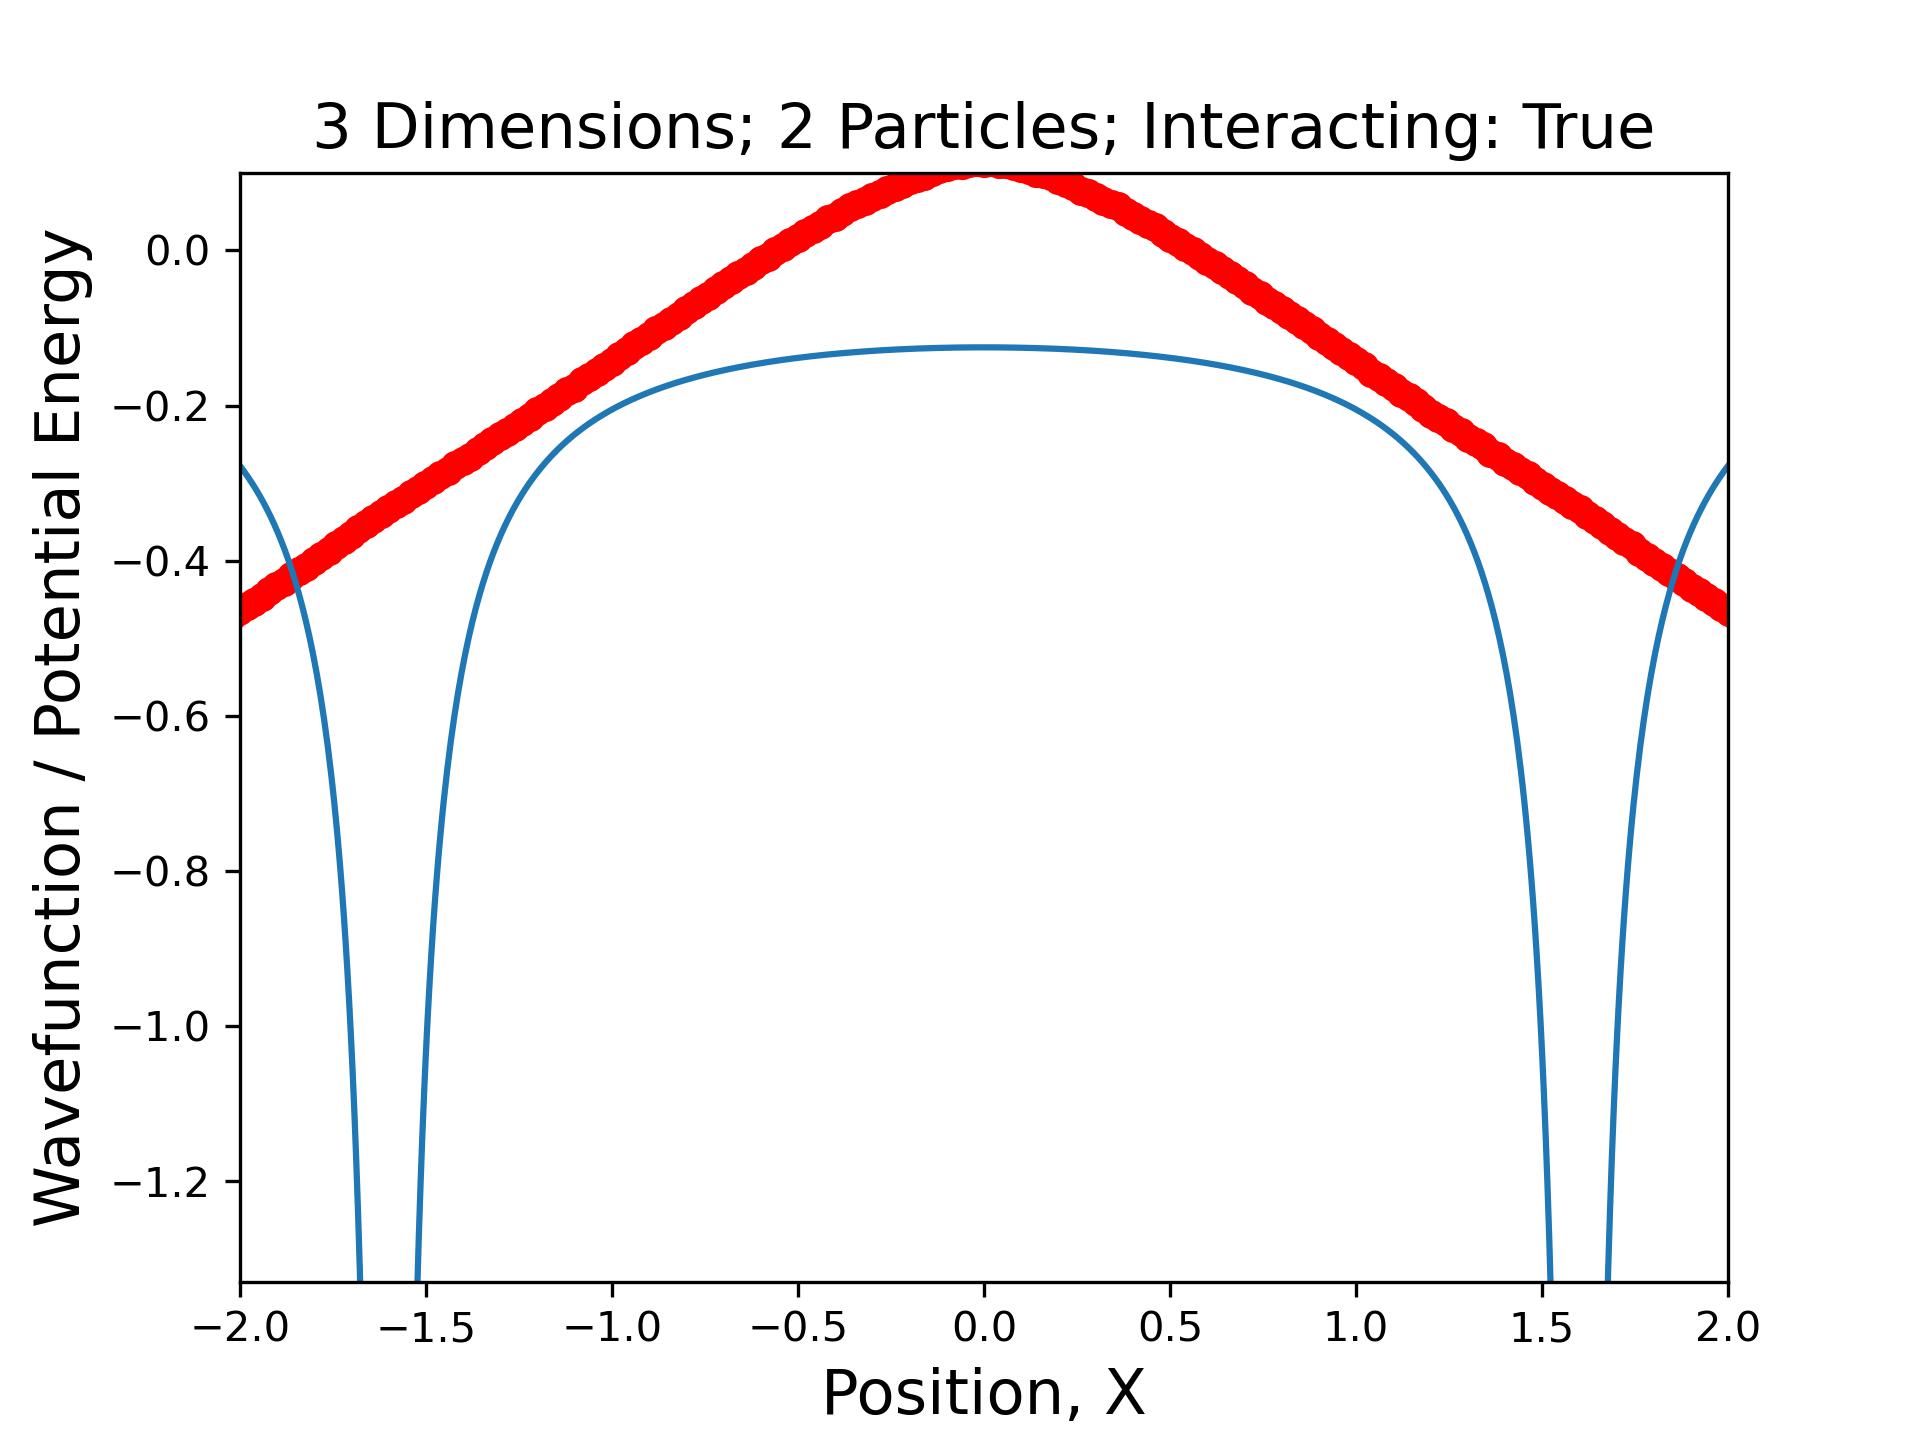 3 Dimensions; 2 Particles; Interacting: True
Wavefunction / Potential Energy
0.0
−0.2
−0.4
−0.6
−0.8
−1.0
−1.2
−2.0 −1.5 −1.0 −0.5 0.0 0.5 1.0 1.5 2.0
Position, X